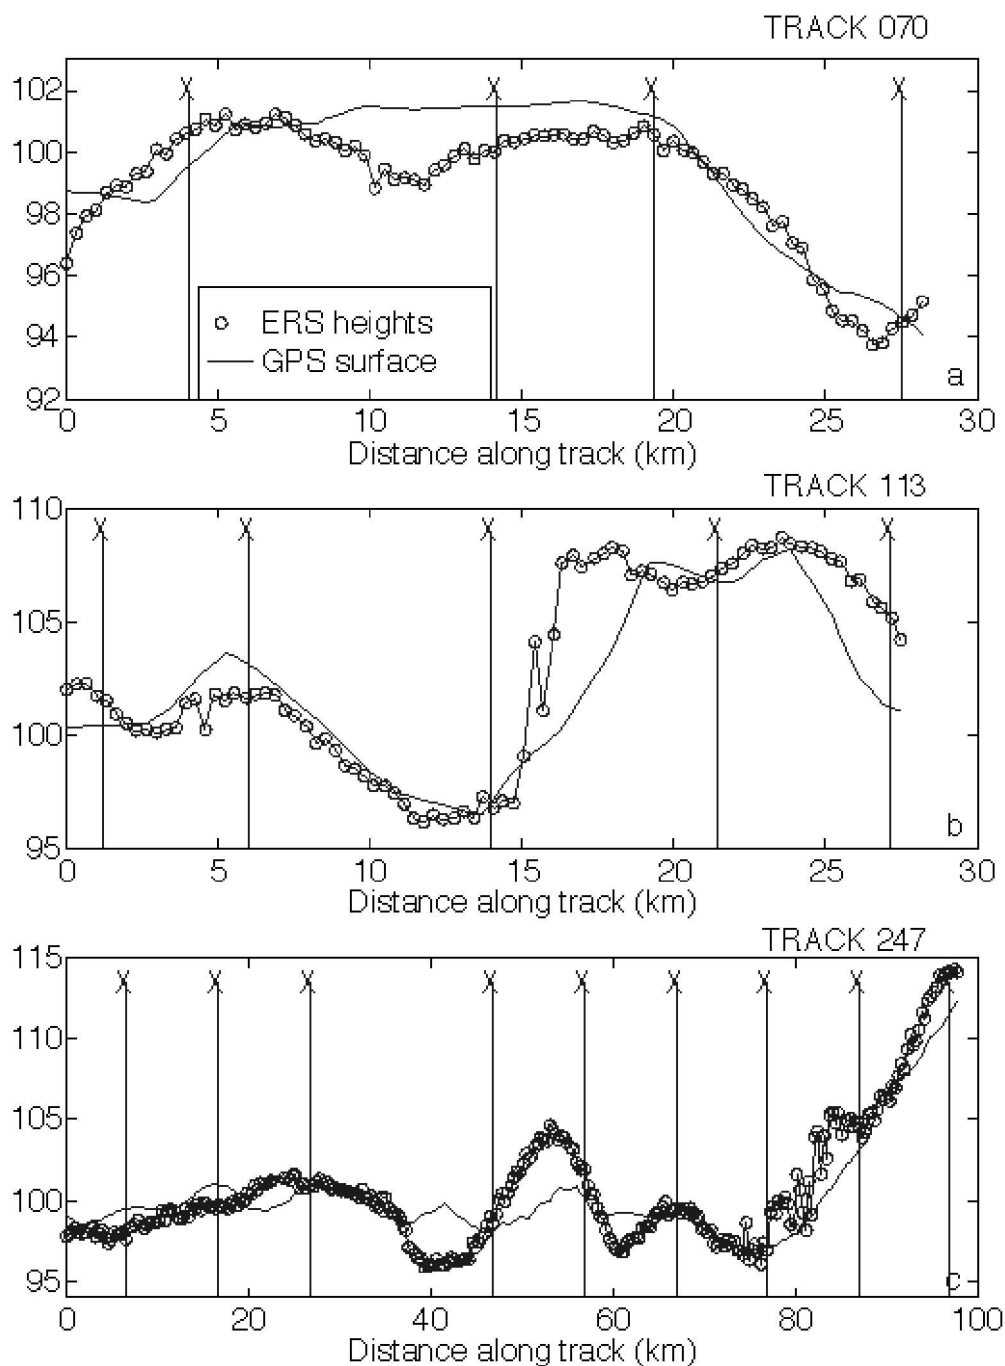 TRACK 070
X X X X
102
100
98
96
94
92
ERS heights
GPS surface
a
0 5 10 15 20 25 30
Distance along track (km)
TRACK 113
X X X X X
110
105
100
95
b
0 5 10 15 20 25 30
Distance along track (km)
TRACK 247
X X X X X X X X X
115
110
105
100
95
c
0 20 40 60 80 100
Distance along track (km)